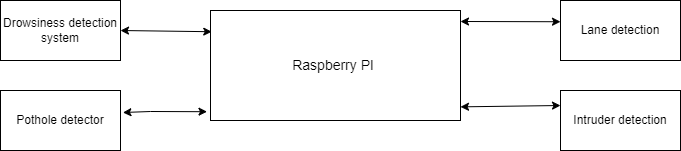 Drowsiness detection
system
Lane detection
Raspberry PI
Pothole detector
Intruder detection